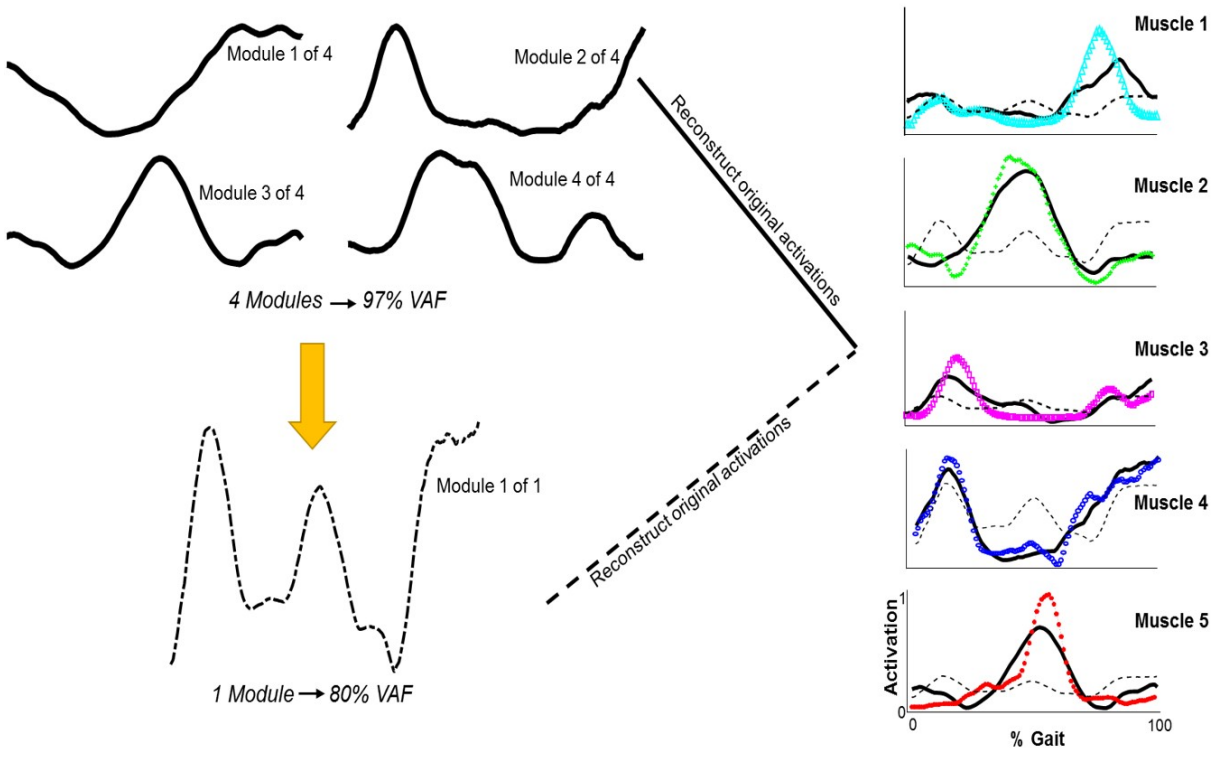 Module 1 of 4
Module 2 of 4
Module 3 of 4
Module 4 of 4
4 Modules → 97% VAF
Module 1 of 1
1 Module → 80% VAF
Reconstruct original activations
Reconstruct original activations
Muscle 1
Muscle 2
Muscle 3
Muscle 4
Muscle 5
Activation
1
0
0
100
% Gait